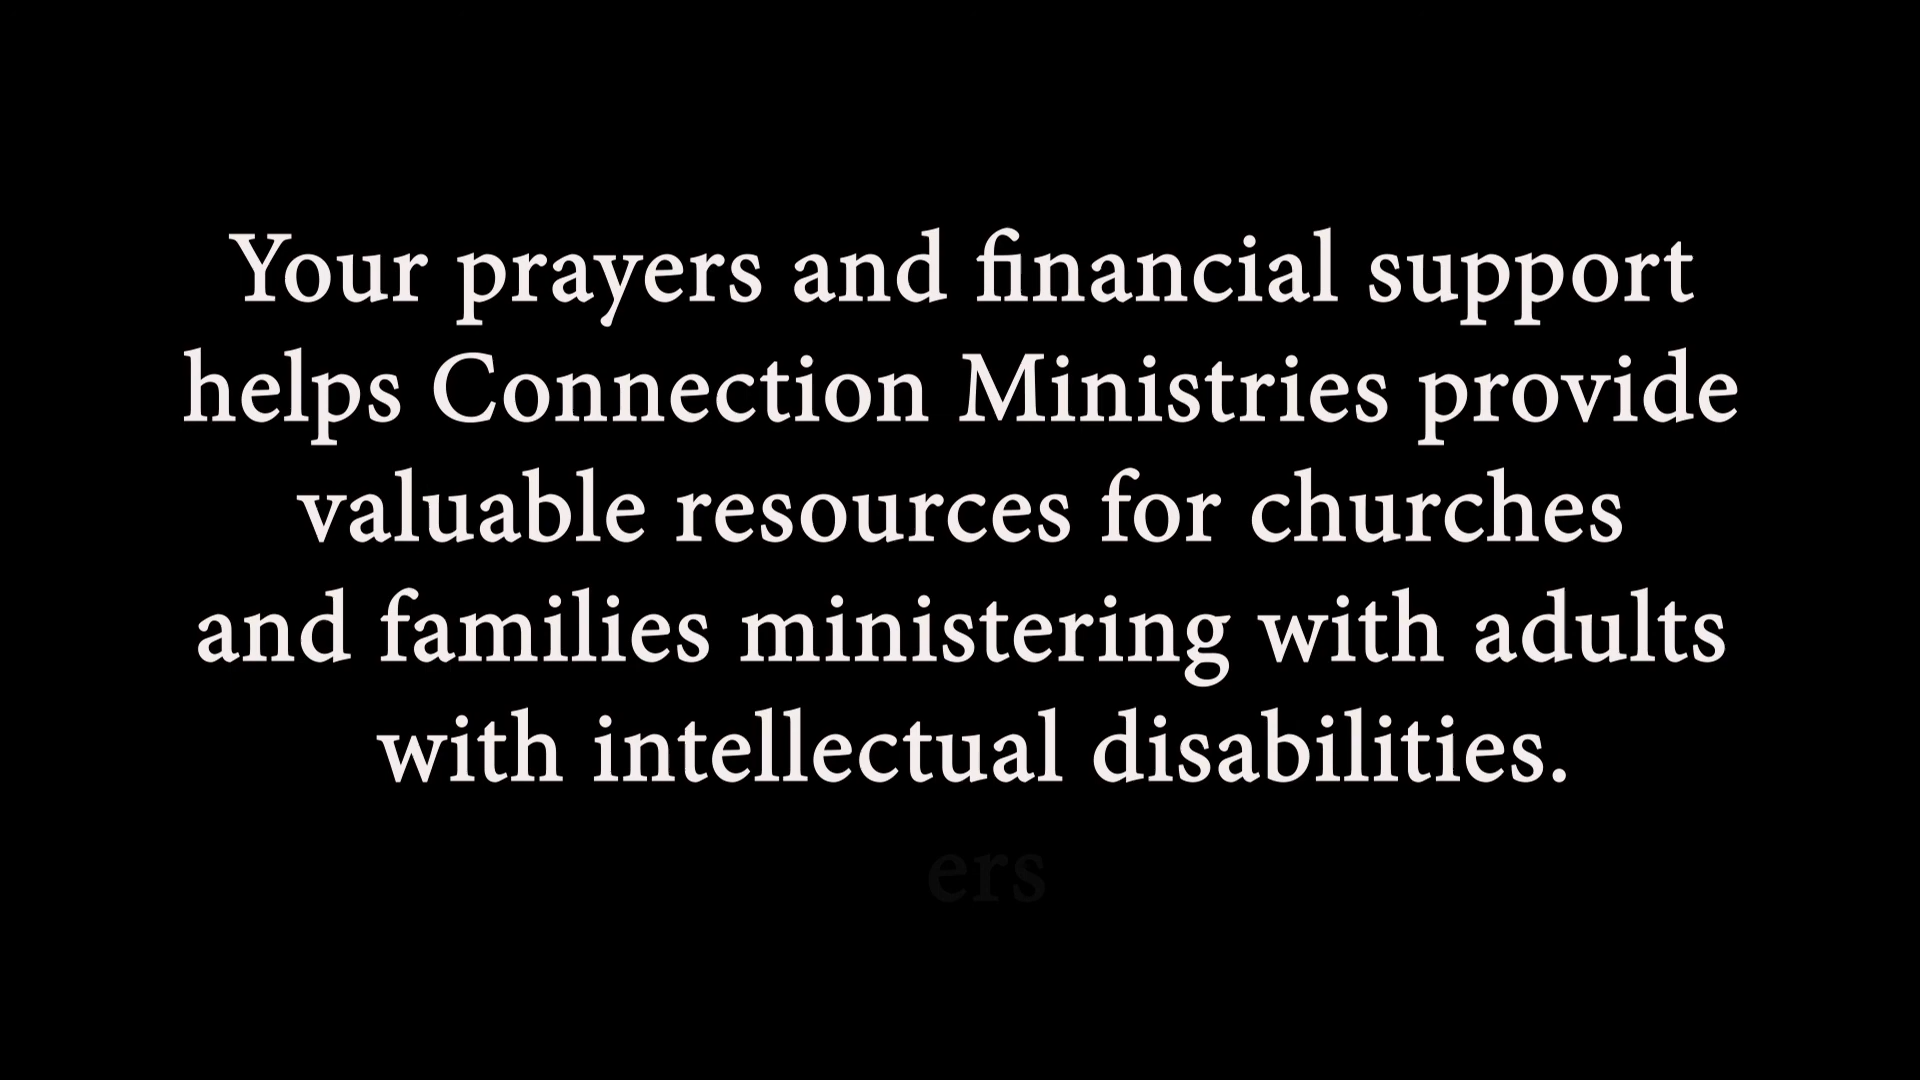 Your prayers and financial support
helps Connection Ministries provide
valuable resources for churches
and families ministering with adults
with intellectual disabilities.
ers